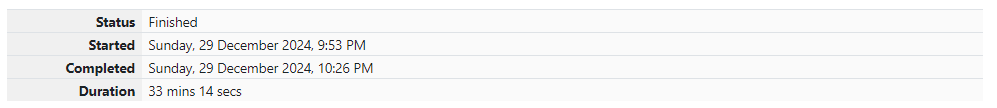 Status Finished
Started Sunday, 29 December 2024, 9:53 PM
Completed Sunday, 29 December 2024, 10:26 PM
Duration 33 mins 14 secs